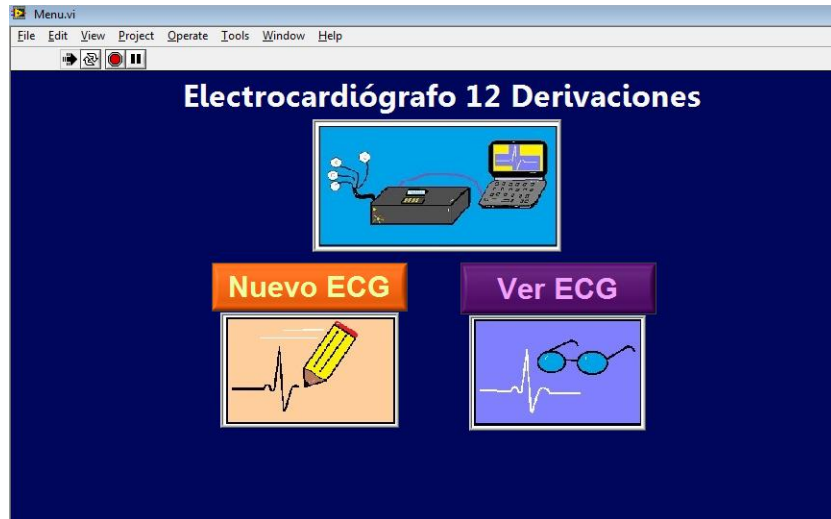 Menu.vi
File Edit View Project Operate Tools Window Help
Electrocardiógrafo 12 Derivaciones
Nuevo ECG Ver ECG